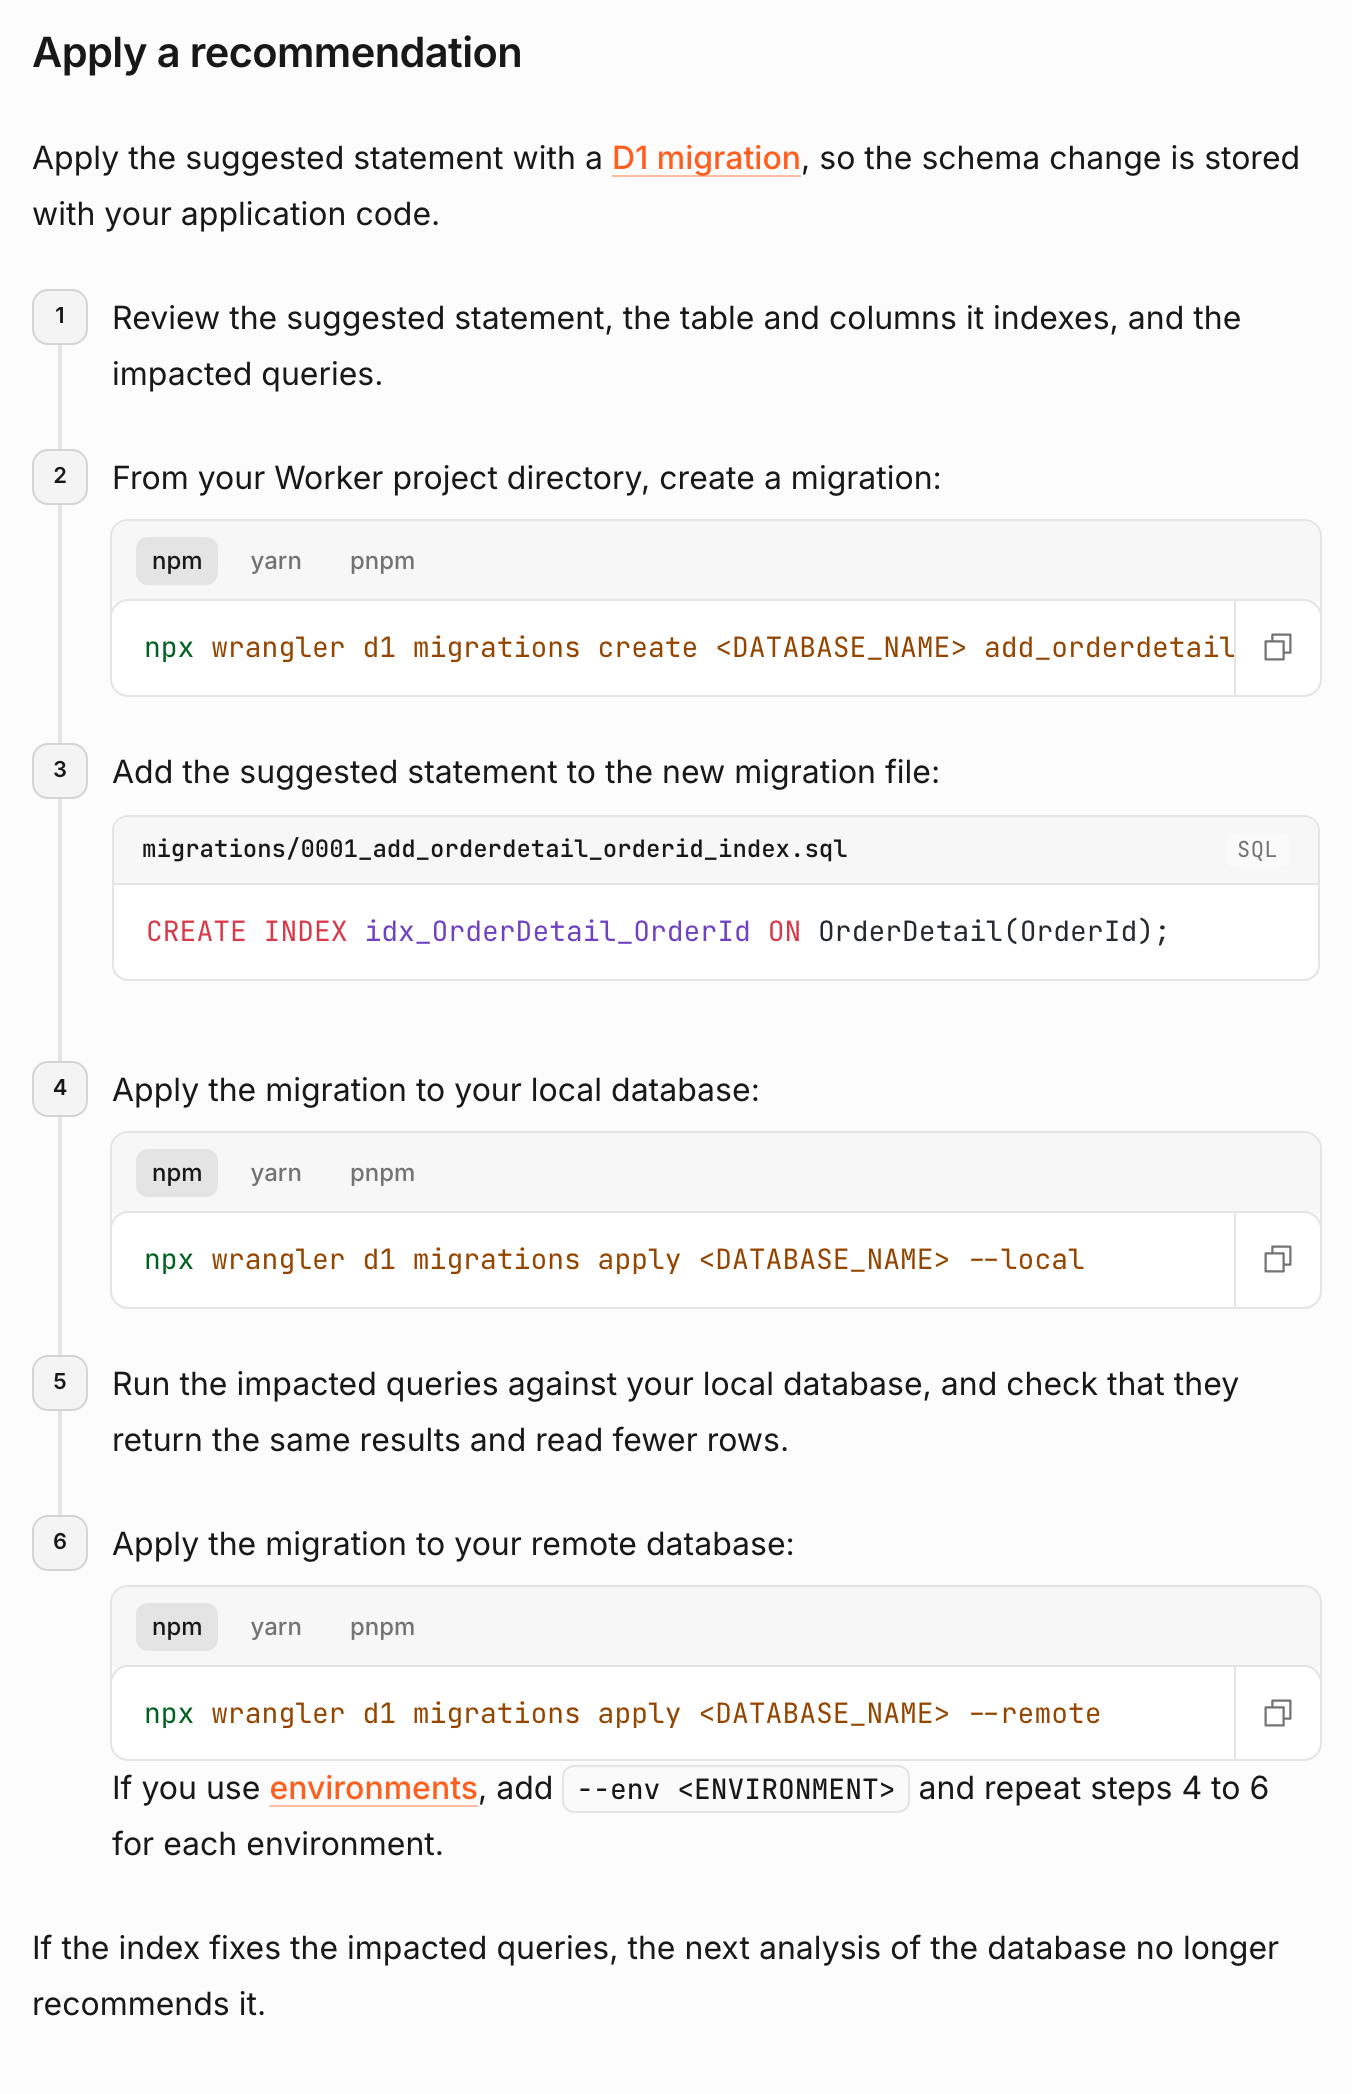 Apply a recommendation
Apply the suggested statement with a D1 migration, so the schema change is stored
with your application code.
1
Review the suggested statement, the table and columns it indexes, and the
impacted queries.
2
From your Worker project directory, create a migration:
npm yarn pnpm
npx wrangler d1 migrations create <DATABASE_NAME> add_orderdetail
3
Add the suggested statement to the new migration file:
migrations/0001_add_orderdetail_orderid_index.sql SQL
CREATE INDEX idx_OrderDetail_OrderId ON OrderDetail(OrderId);
4
Apply the migration to your local database:
npm yarn pnpm
npx wrangler d1 migrations apply <DATABASE_NAME> --local
5
Run the impacted queries against your local database, and check that they
return the same results and read fewer rows.
6
Apply the migration to your remote database:
npm yarn pnpm
npx wrangler d1 migrations apply <DATABASE_NAME> --remote
If you use environments, add --env <ENVIRONMENT> and repeat steps 4 to 6
for each environment.
If the index fixes the impacted queries, the next analysis of the database no longer
recommends it.